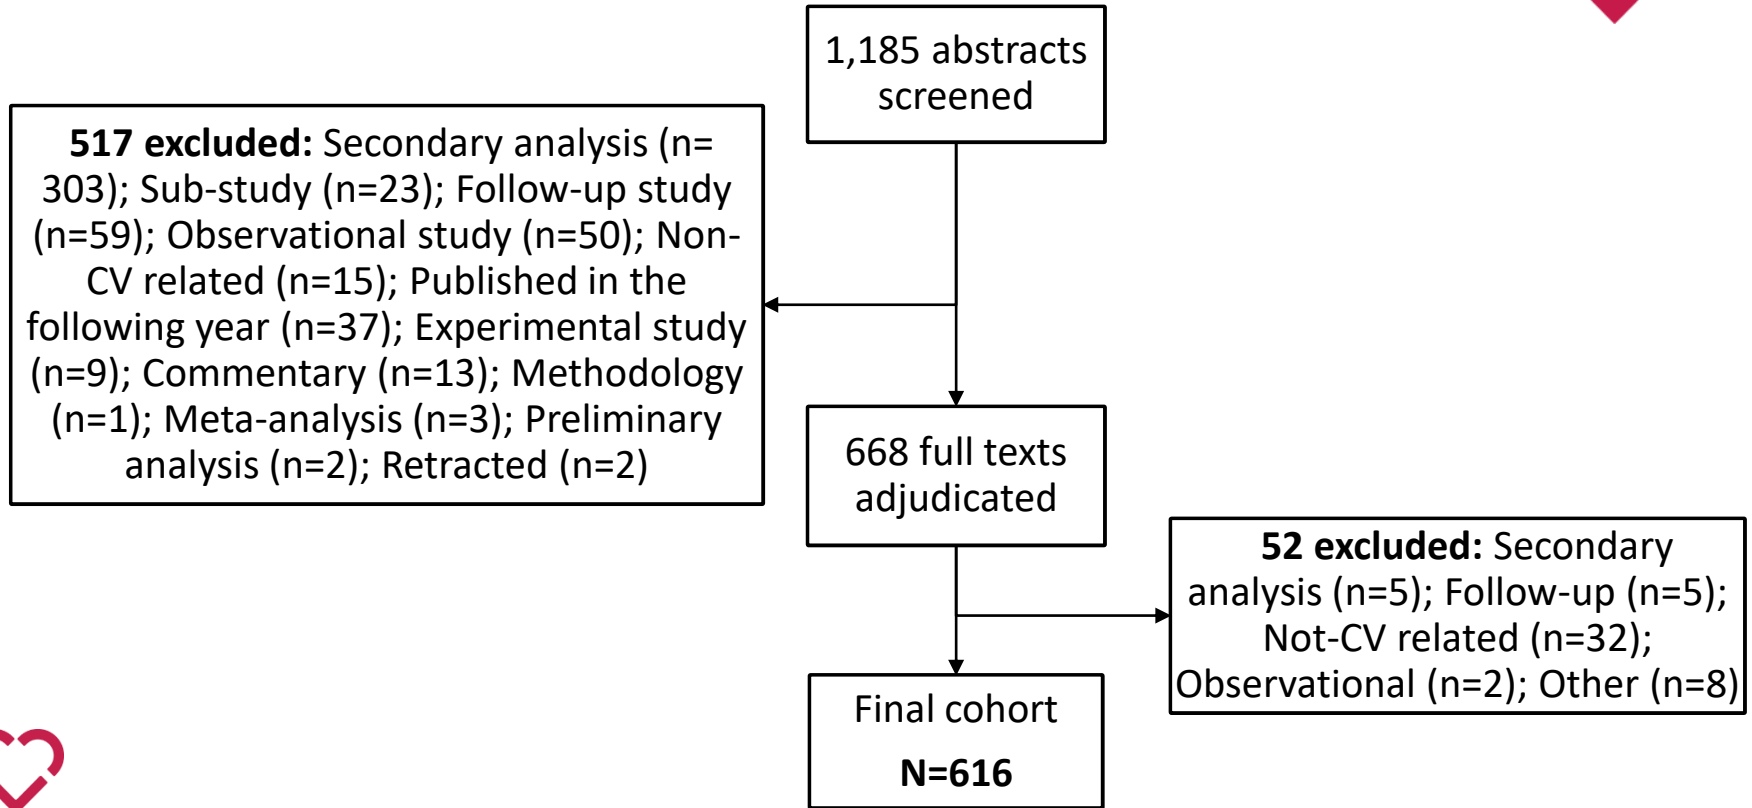 1,185 abstracts
screened
517 excluded: Secondary analysis (n=
303); Sub-study (n=23); Follow-up study
(n=59); Observational study (n=50); Non-
CV related (n=15); Published in the
following year (n=37); Experimental study
(n=9); Commentary (n=13); Methodology
(n=1); Meta-analysis (n=3); Preliminary
analysis (n=2); Retracted (n=2)
668 full texts
adjudicated
52 excluded: Secondary
analysis (n=5); Follow-up (n=5);
Not-CV related (n=32);
Observational (n=2); Other (n=8)
Final cohort
N=616